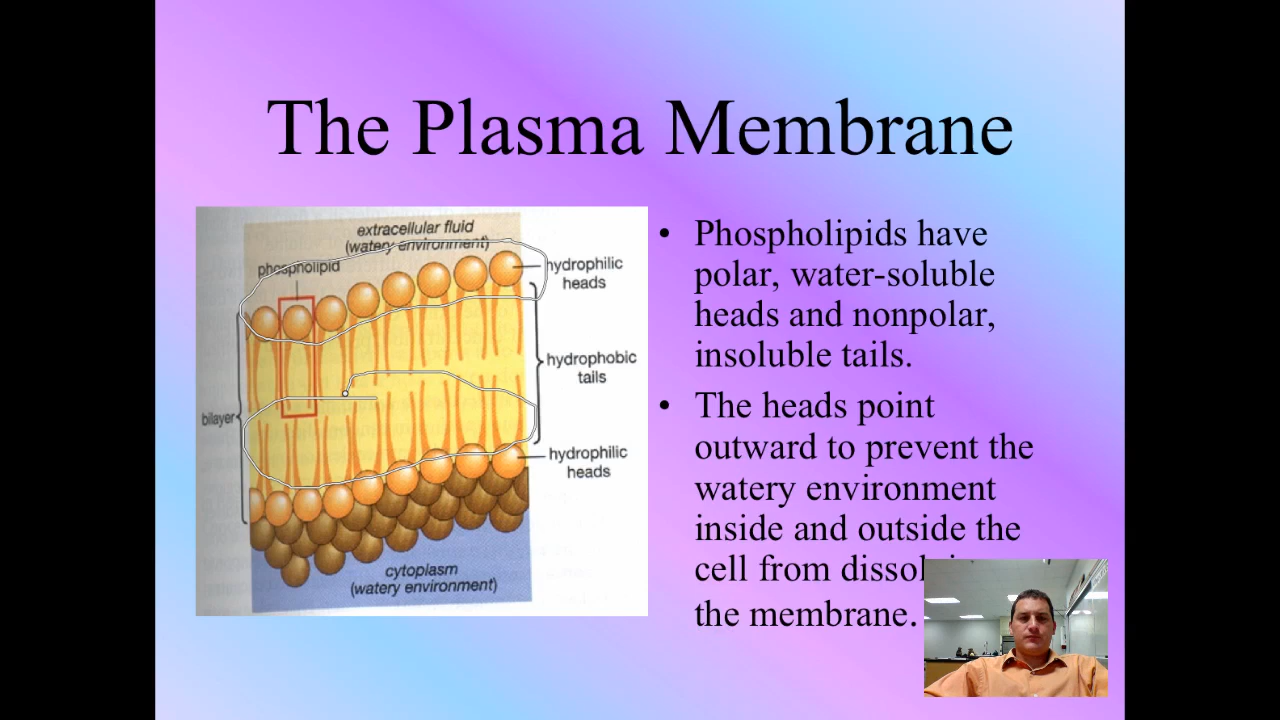 The Plasma Membrane
extracellular fluid
(watery environment)
phospholipid
hydrophilic
heads
hydrophobic
tails
bilayer
hydrophilic
heads
cytoplasm
(watery environment)
• Phospholipids have
polar, water-soluble
heads and nonpolar,
insoluble tails.
• The heads point
outward to prevent the
watery environment
inside and outside the
cell from
the membrane.